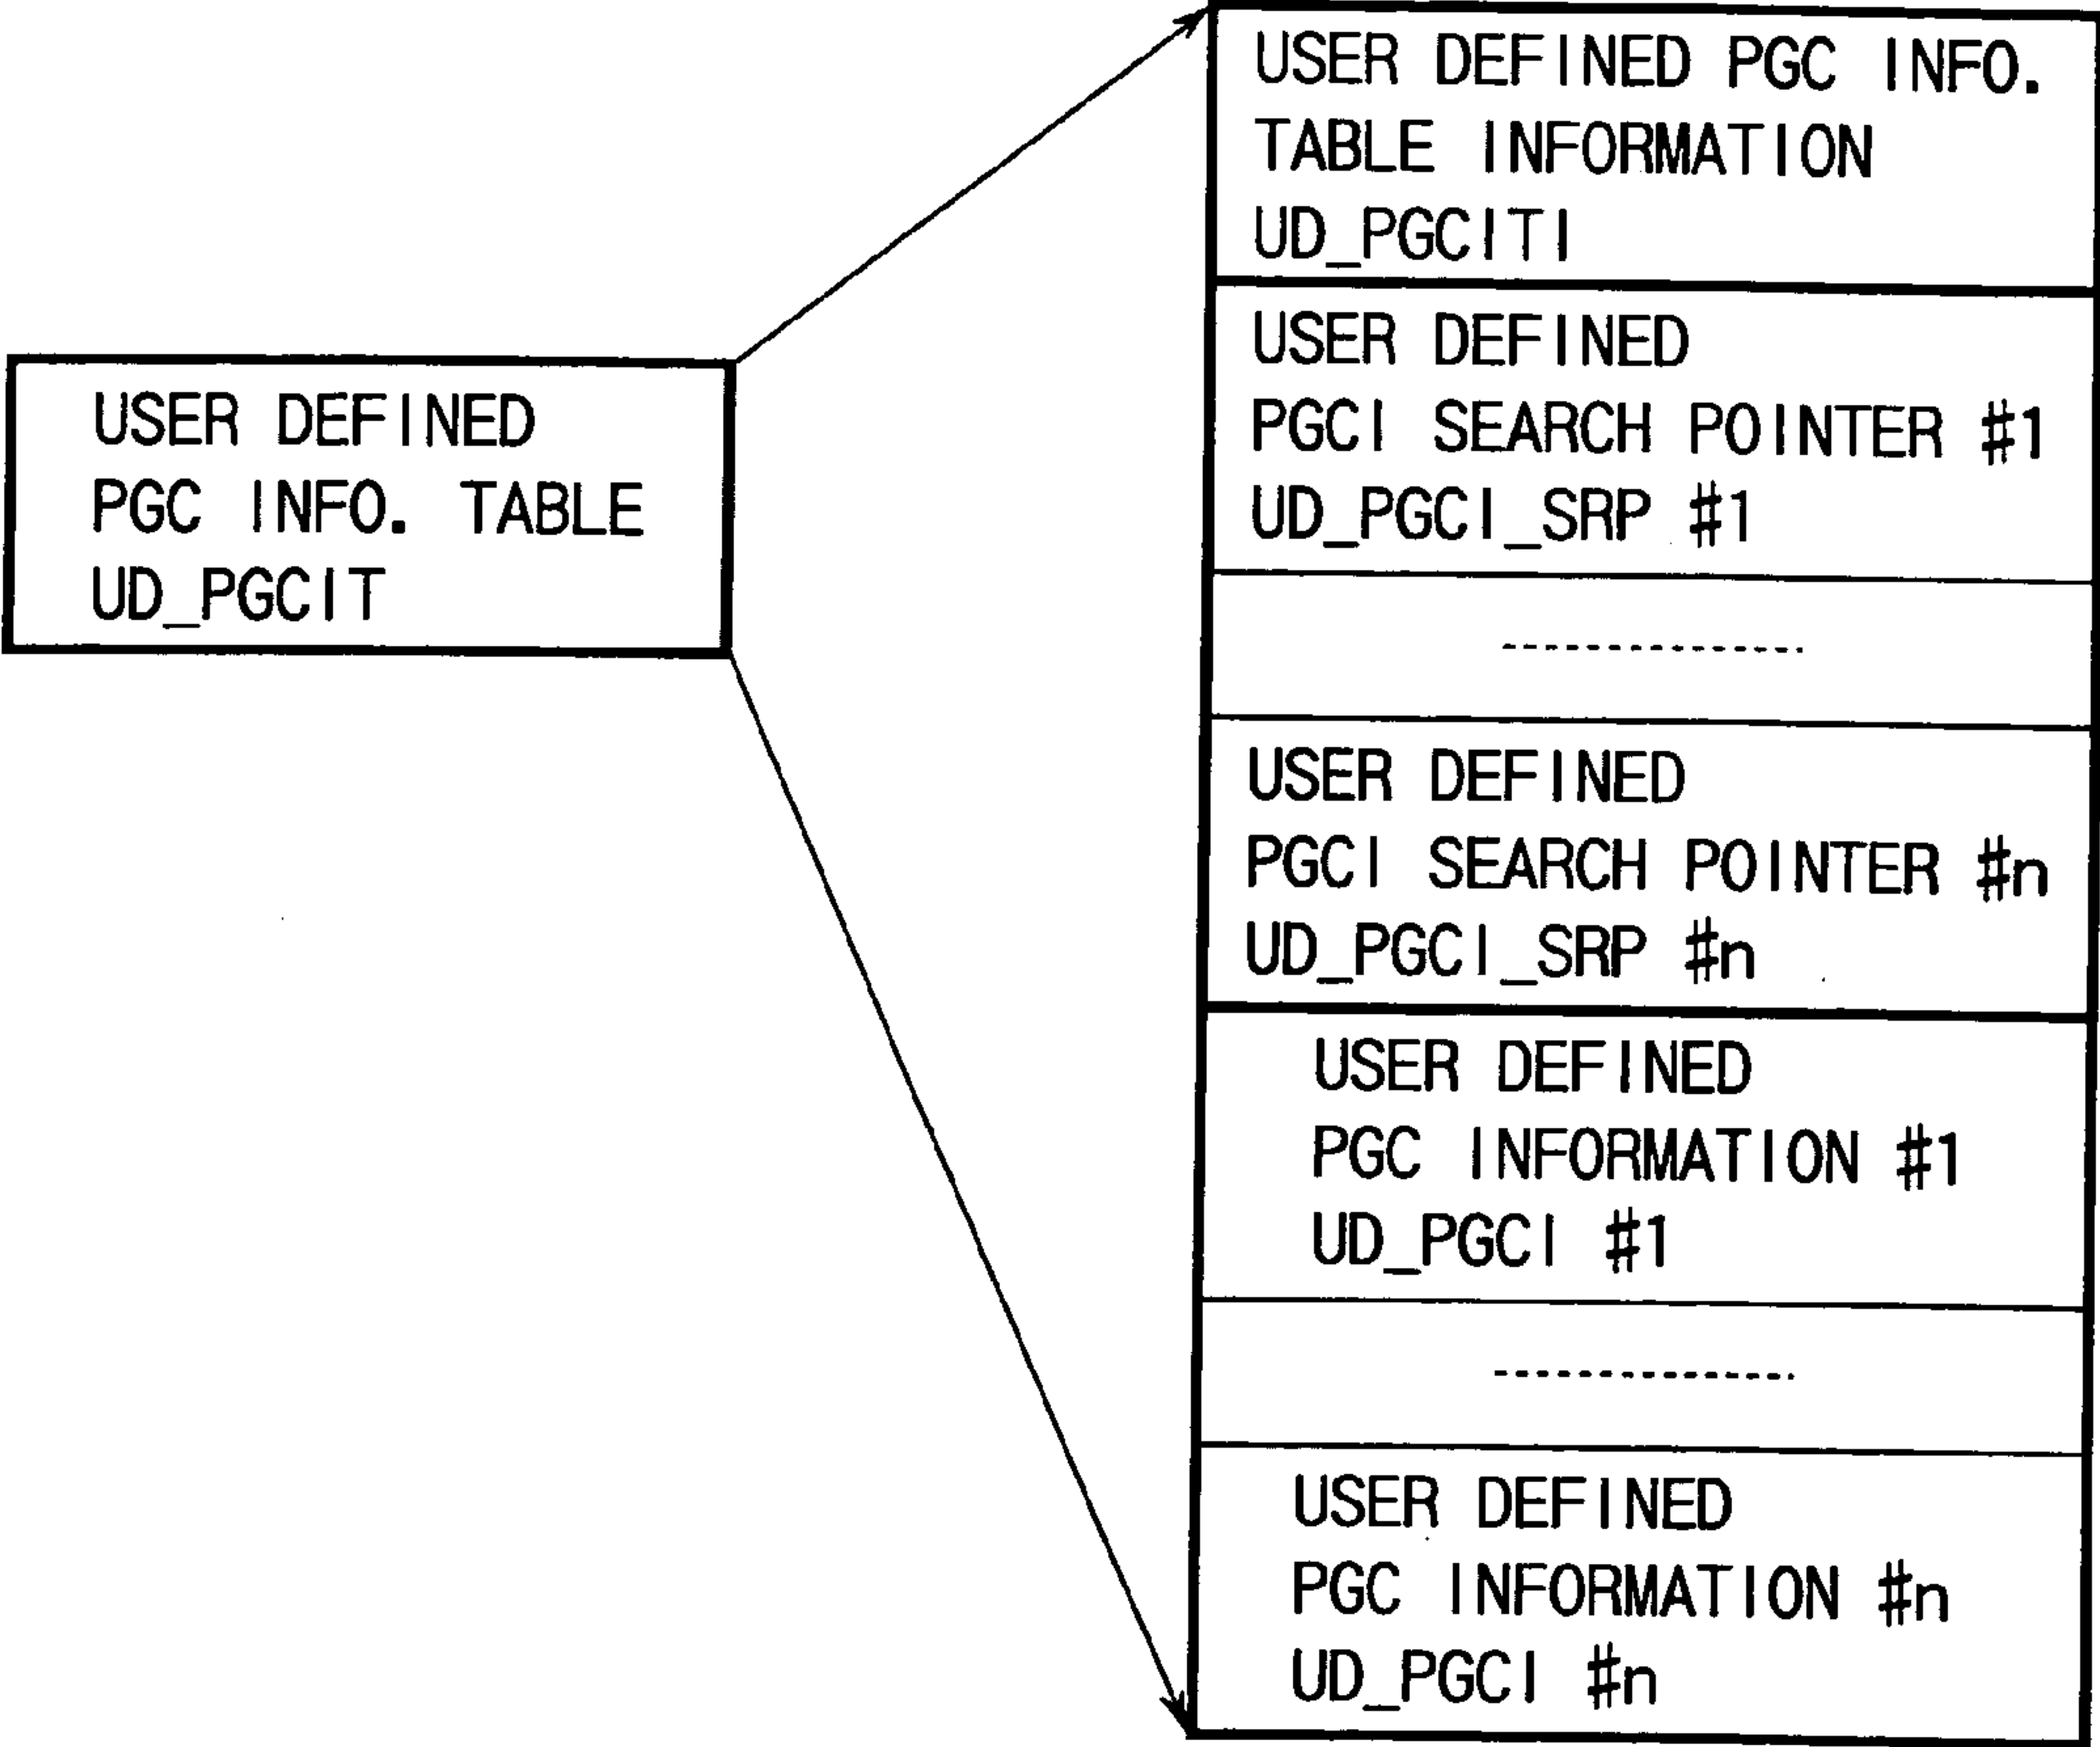 USER DEFINED
PGC INFO. TABLE
UD_PGCIT
USER DEFINED PGC INFO.
TABLE INFORMATION
UD_PGCITI
USER DEFINED
PGCI SEARCH POINTER #1
UD_PGCI_SRP #1
USER DEFINED
PGCI SEARCH POINTER #n
UD_PGCI_SRP #n
USER DEFINED
PGC INFORMATION #1
UD_PGCI #1
USER DEFINED
PGC INFORMATION #n
UD_PGCI #n